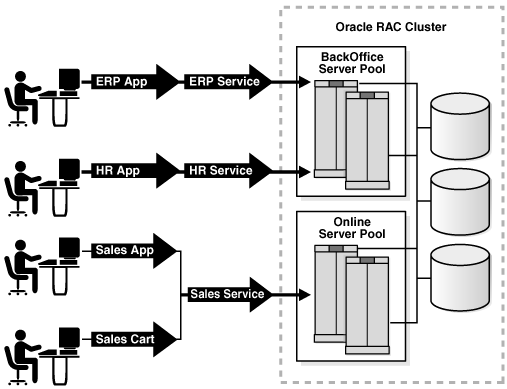 Oracle RAC Cluster
BackOffice
Server Pool
ERP App
ERP Service
HR App
HR Service
Online
Server Pool
Sales App
Sales Service
Sales Cart